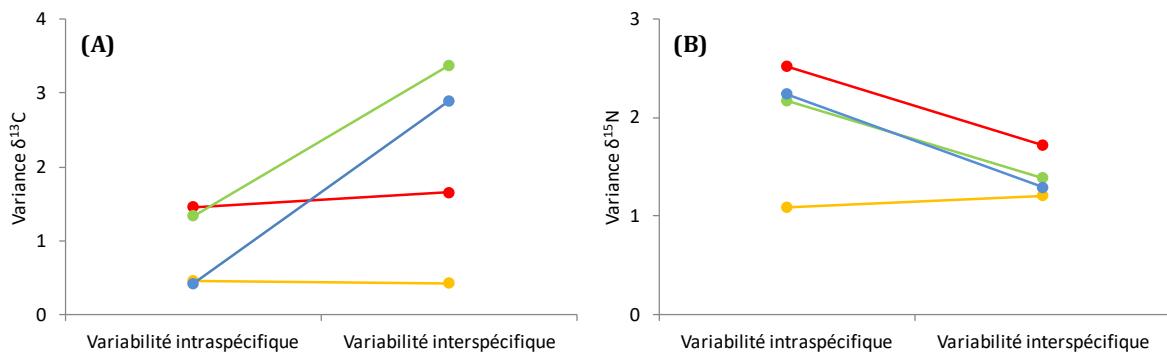 (A)
Variance δ¹³C
4
3
2
1
0
Variabilité intraspécifique
Variabilité interspécifique
(B)
Variance δ¹⁵N
3
2
1
0
Variabilité intraspécifique
Variabilité interspécifique